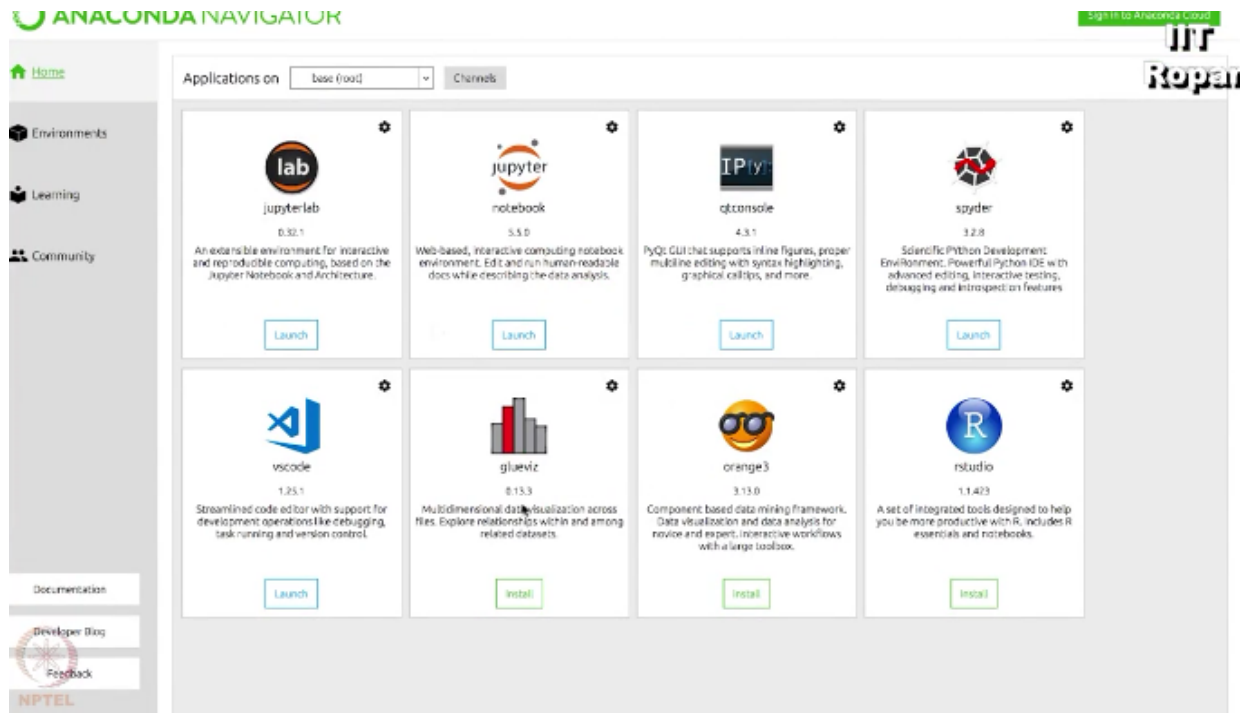 ANACONDA NAVIGATOR
Sign in to Anaconda Cloud
IIT
Ropar
Home
Environments
Learning
Community
Applications on
base (root)
Channels
lab
jupyterlab
0.32.1
An extensible environment for interactive
and reproducible computing, based on the
Jupyter Notebook and Architecture.
Launch
jupyter
notebook
5.5.0
Web-based, interactive computing notebook
environment. Edit and run human-readable
docs while describing the data analysis.
Launch
IP[y]:
qtconsole
4.3.1
PyQt GUI that supports inline figures, proper
multiline editing with syntax highlighting,
graphical calltips, and more.
Launch
spyder
3.2.8
Scientific PYthon Development
EnviRonment. Powerful Python IDE with
advanced editing, interactive testing,
debugging and introspection features
Launch
vscode
1.25.1
Streamlined code editor with support for
development operations like debugging,
task running and version control.
Launch
glueviz
0.13.3
Multidimensional data visualization across
files. Explore relationships within and among
related datasets.
Install
orange3
3.13.0
Component based data mining framework.
Data visualization and data analysis for
novice and expert. Interactive workflows
with a large toolbox.
Install
R
rstudio
1.1.423
A set of integrated tools designed to help
you be more productive with R. Includes R
essentials and notebooks.
Install
Documentation
Developer Blog
Feedback
NPTEL